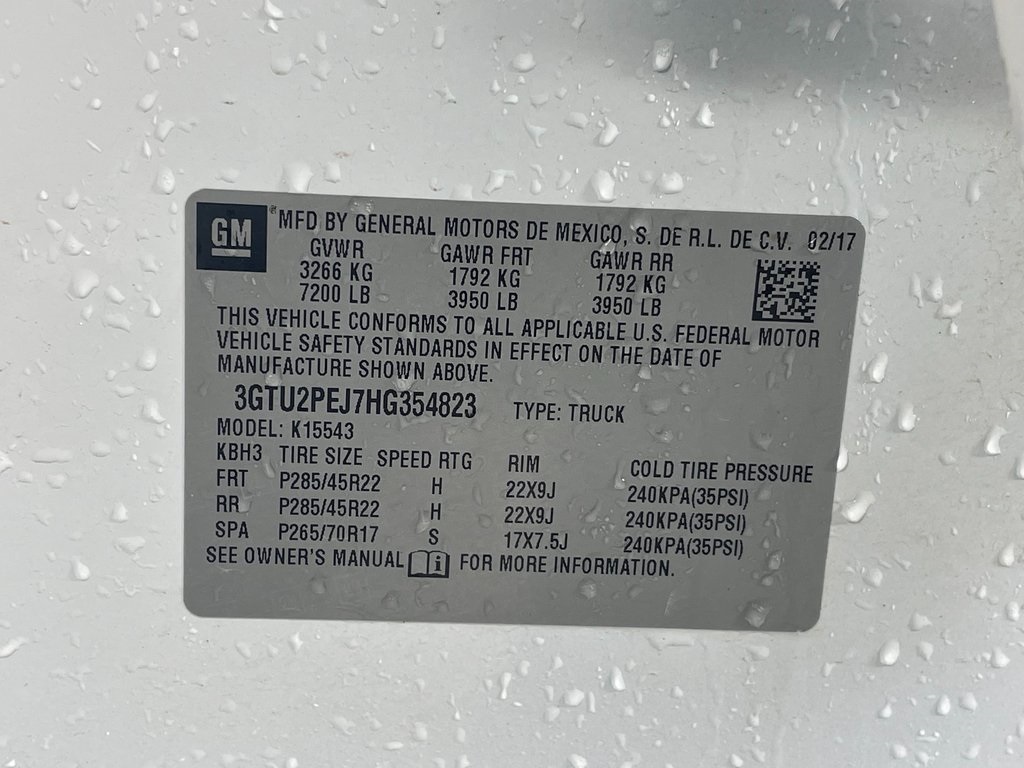 GM ® MFD BY GENERAL MOTORS DE MEXICO, S. DE R.L. DE C.V. 02/17
GVWR GAWR FRT GAWR RR
3266 KG 1792 KG 1792 KG
7200 LB 3950 LB 3950 LB
THIS VEHICLE CONFORMS TO ALL APPLICABLE U.S. FEDERAL MOTOR
VEHICLE SAFETY STANDARDS IN EFFECT ON THE DATE OF
MANUFACTURE SHOWN ABOVE.
3GTU2PEJ7HG354823 TYPE: TRUCK
MODEL: K15543
KBH3 TIRE SIZE SPEED RTG RIM COLD TIRE PRESSURE
FRT P285/45R22 H 22X9J 240KPA(35PSI)
RR P285/45R22 H 22X9J 240KPA(35PSI)
SPA P265/70R17 S 17X7.5J 240KPA(35PSI)
SEE OWNER'S MANUAL i FOR MORE INFORMATION.